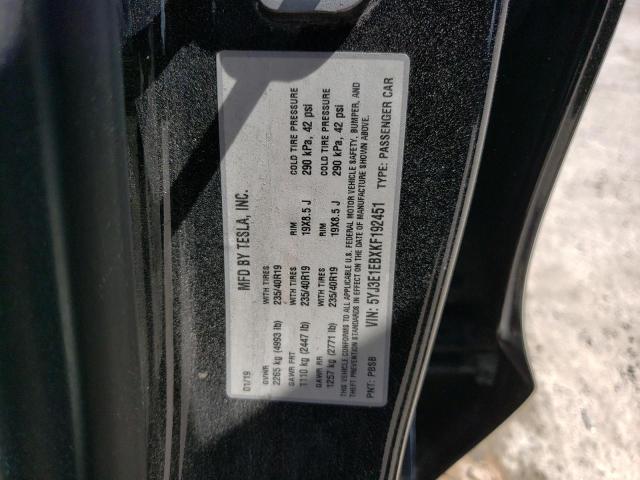 MFD BY TESLA, INC.
01/19
GVWR WITH TIRES RIM COLD TIRE PRESSURE
2265 kg (4993 lb) 235/40R19 19X8.5 J 290 kPa, 42 psi
GAWR FRT WITH TIRES RIM COLD TIRE PRESSURE
1110 kg (2447 lb) 235/40R19 19X8.5 J 290 kPa, 42 psi
GAWR RR WITH TIRES
1257 kg (2771 lb) 235/40R19
THIS VEHICLE CONFORMS TO ALL APPLICABLE U.S. FEDERAL MOTOR VEHICLE SAFETY, BUMPER, AND
THEFT PREVENTION STANDARDS IN EFFECT ON THE DATE OF MANUFACTURE SHOWN ABOVE.
PNT: PBSB VIN: 5YJ3E1EBXKF192451 TYPE: PASSENGER CAR